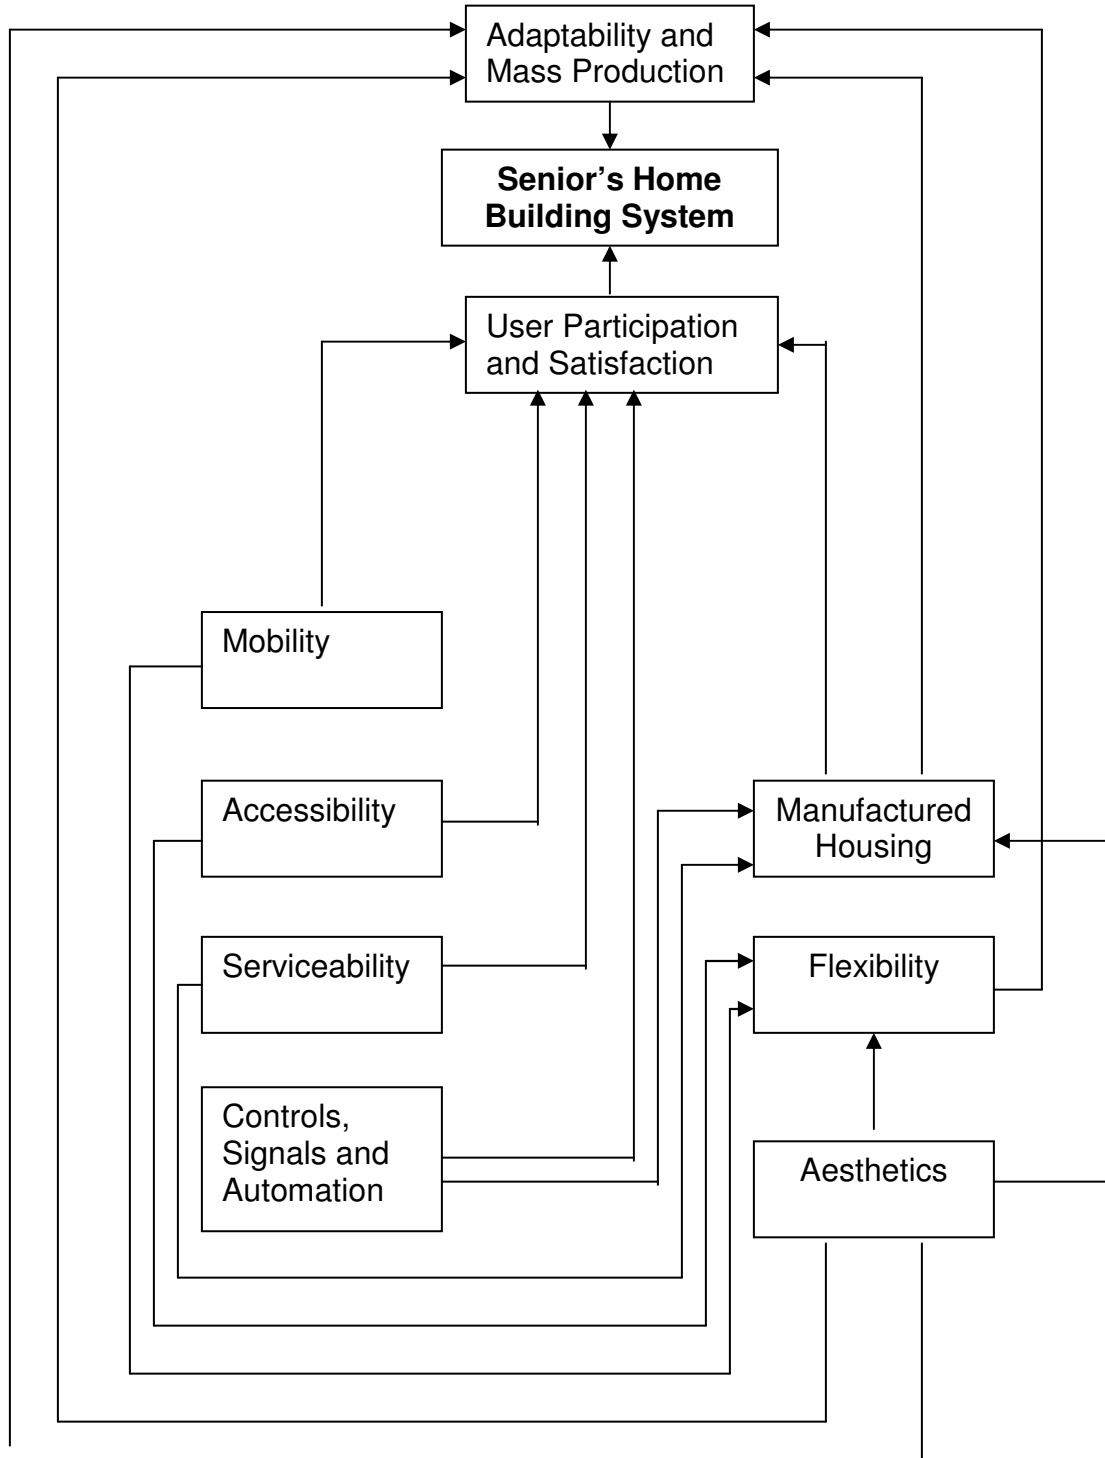 Adaptability and
Mass Production
Senior’s Home
Building System
User Participation
and Satisfaction
Mobility
Accessibility
Manufactured
Housing
Serviceability
Flexibility
Controls,
Signals and
Automation
Aesthetics